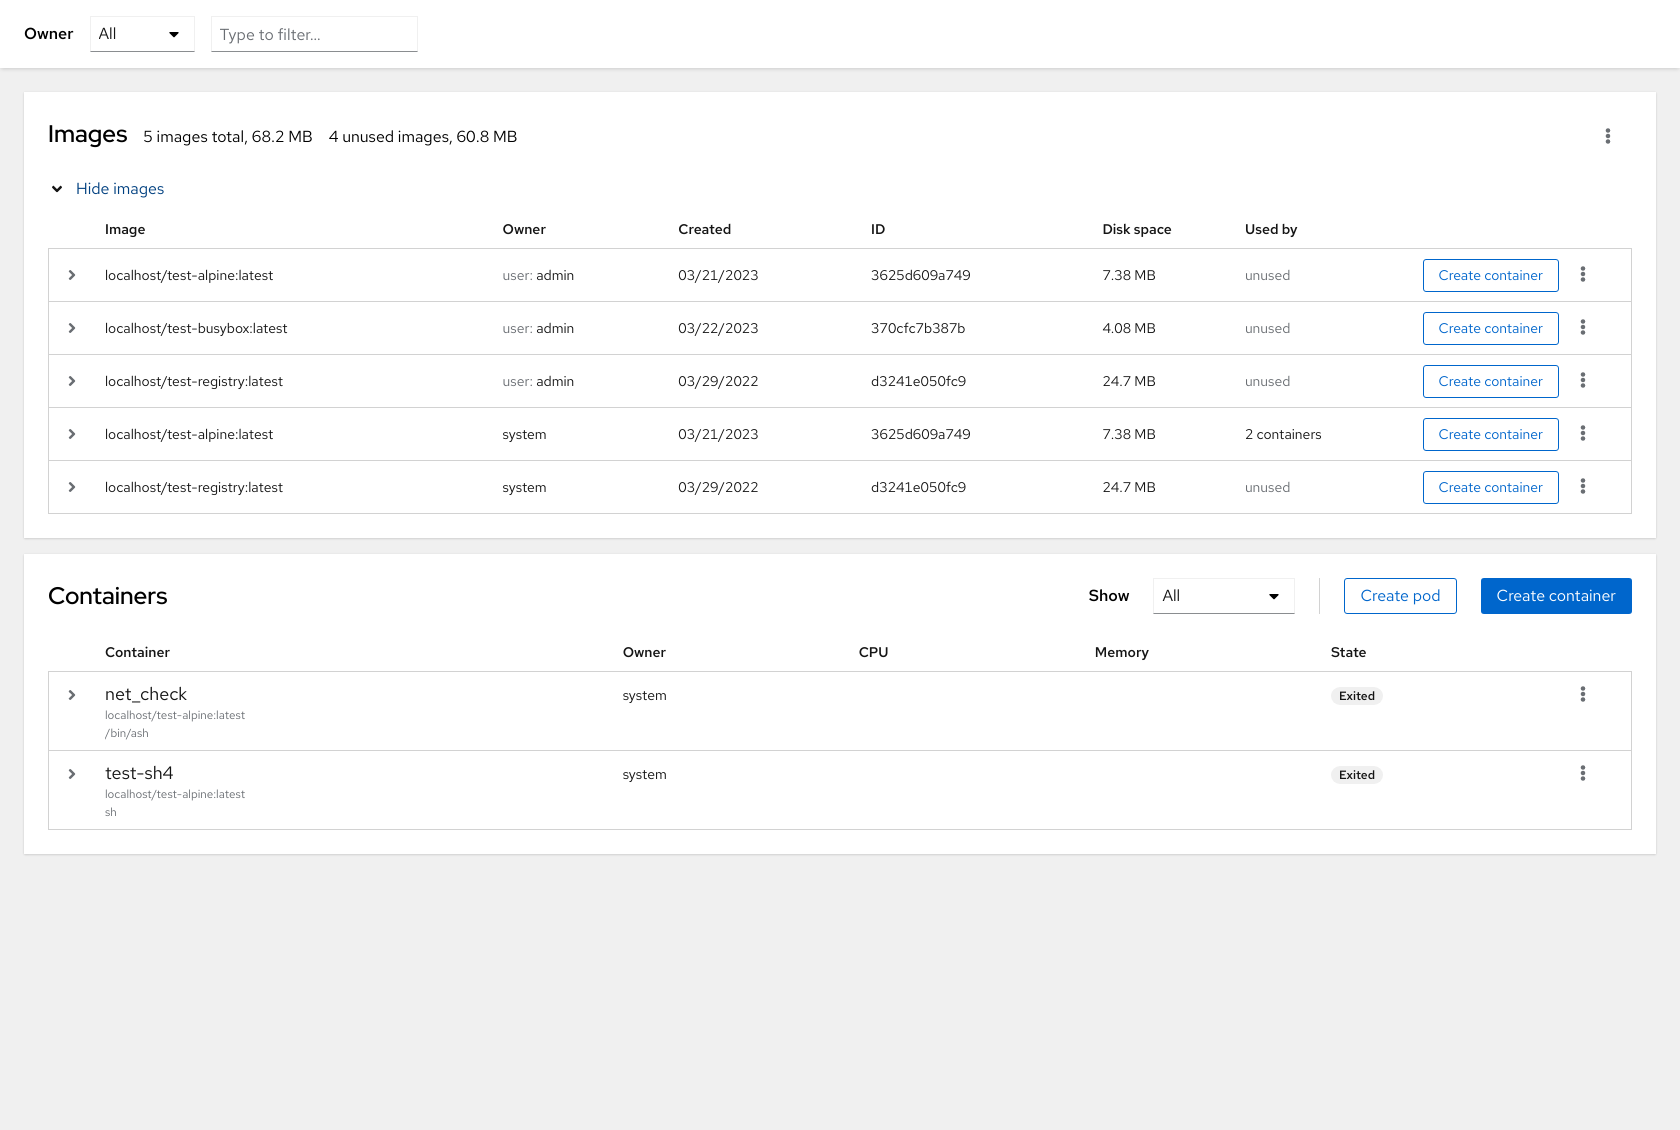 Owner All Type to filter...
Images 5 images total, 68.2 MB 4 unused images, 60.8 MB
Hide images
Image Owner Created ID Disk space Used by
localhost/test-alpine:latest user: admin 03/21/2023 3625d609a749 7.38 MB unused Create container
localhost/test-busybox:latest user: admin 03/22/2023 370cfc7b387b 4.08 MB unused Create container
localhost/test-registry:latest user: admin 03/29/2022 d3241e050fc9 24.7 MB unused Create container
localhost/test-alpine:latest system 03/21/2023 3625d609a749 7.38 MB 2 containers Create container
localhost/test-registry:latest system 03/29/2022 d3241e050fc9 24.7 MB unused Create container
Containers Show All Create pod Create container
Container Owner CPU Memory State
net_check system Exited
localhost/test-alpine:latest
/bin/ash
test-sh4 system Exited
localhost/test-alpine:latest
sh